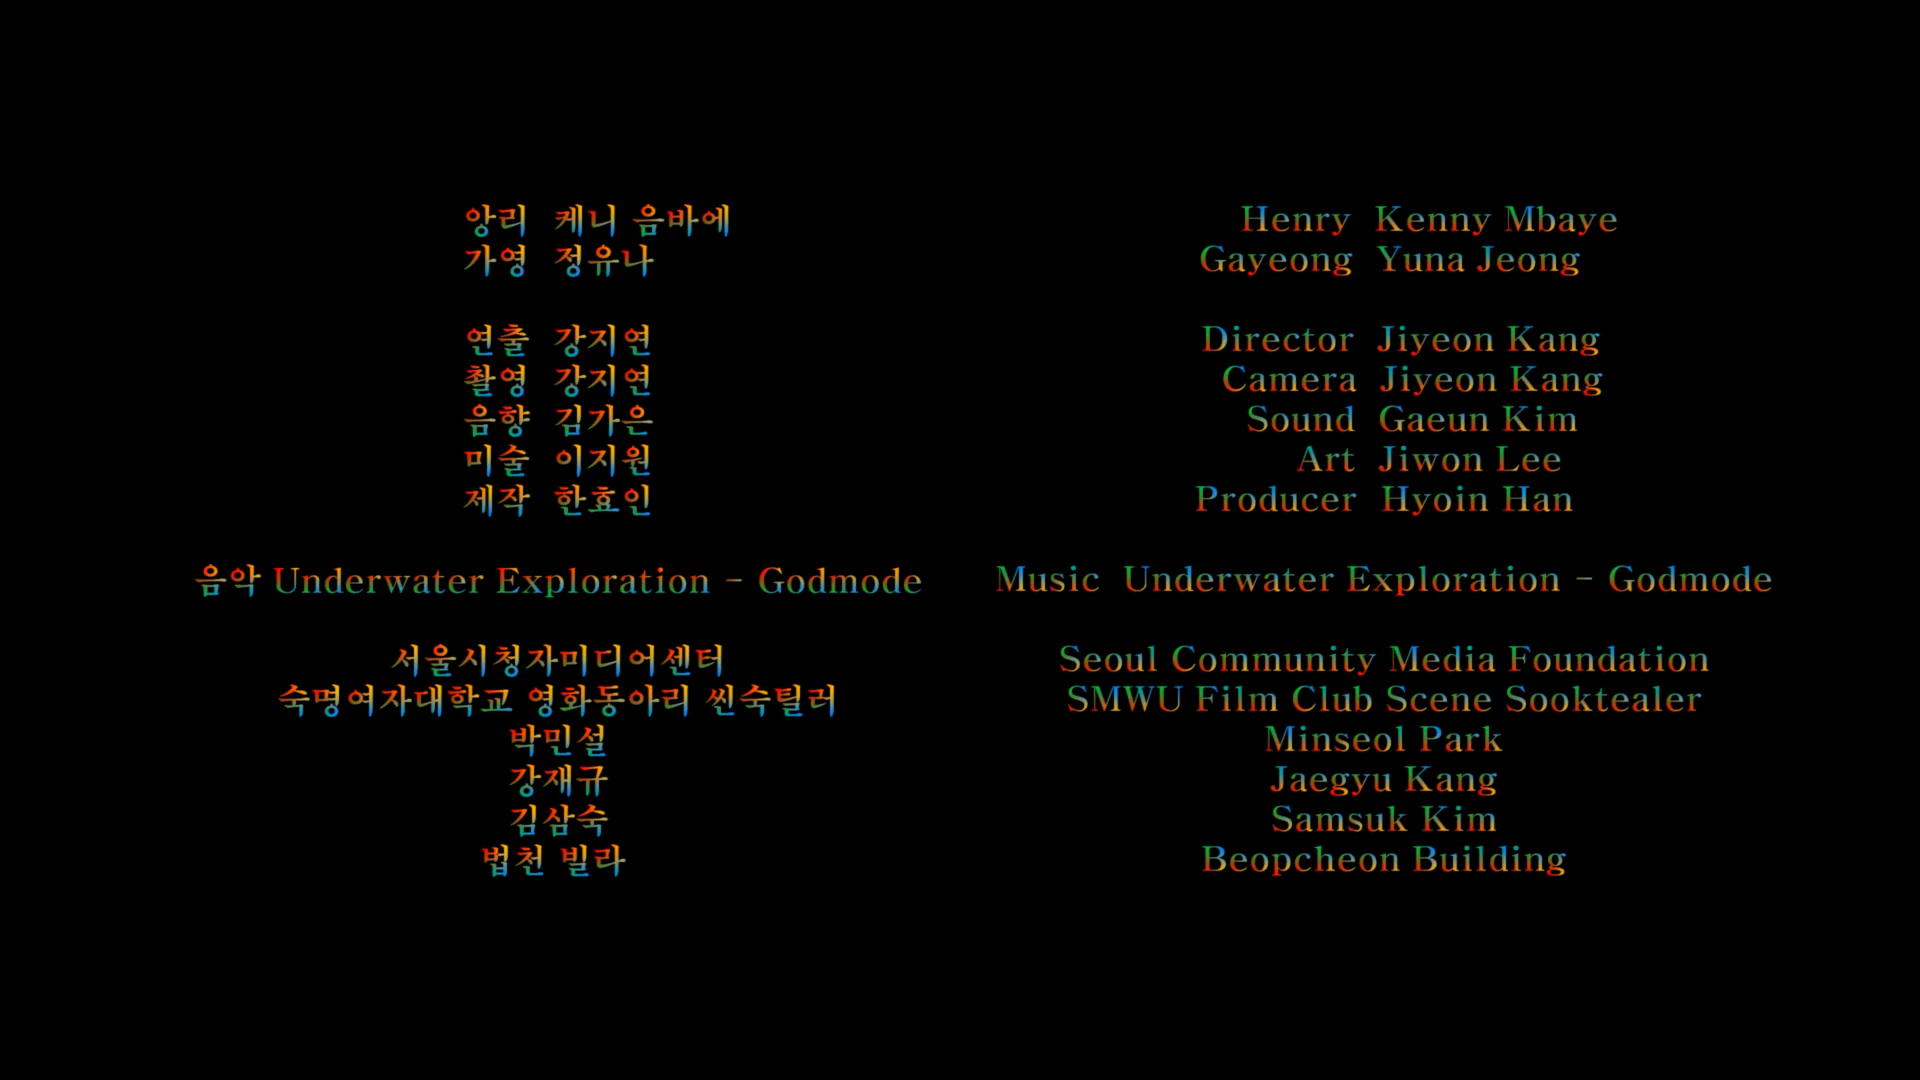 앙리 케니 음바에
가영 정유나
연출 강지연
촬영 강지연
음향 김가은
미술 이지원
제작 한효인
음악 Underwater Exploration - Godmode
서울시청자미디어센터
숙명여자대학교 영화동아리 씬숙틸러
박민설
강재규
김삼숙
법천 빌라
Henry Kenny Mbaye
Gayeong Yuna Jeong
Director Jiyeon Kang
Camera Jiyeon Kang
Sound Gaeun Kim
Art Jiwon Lee
Producer Hyoin Han
Music Underwater Exploration - Godmode
Seoul Community Media Foundation
SMWU Film Club Scene Sooktealer
Minseol Park
Jaegyu Kang
Samsuk Kim
Beopcheon Building